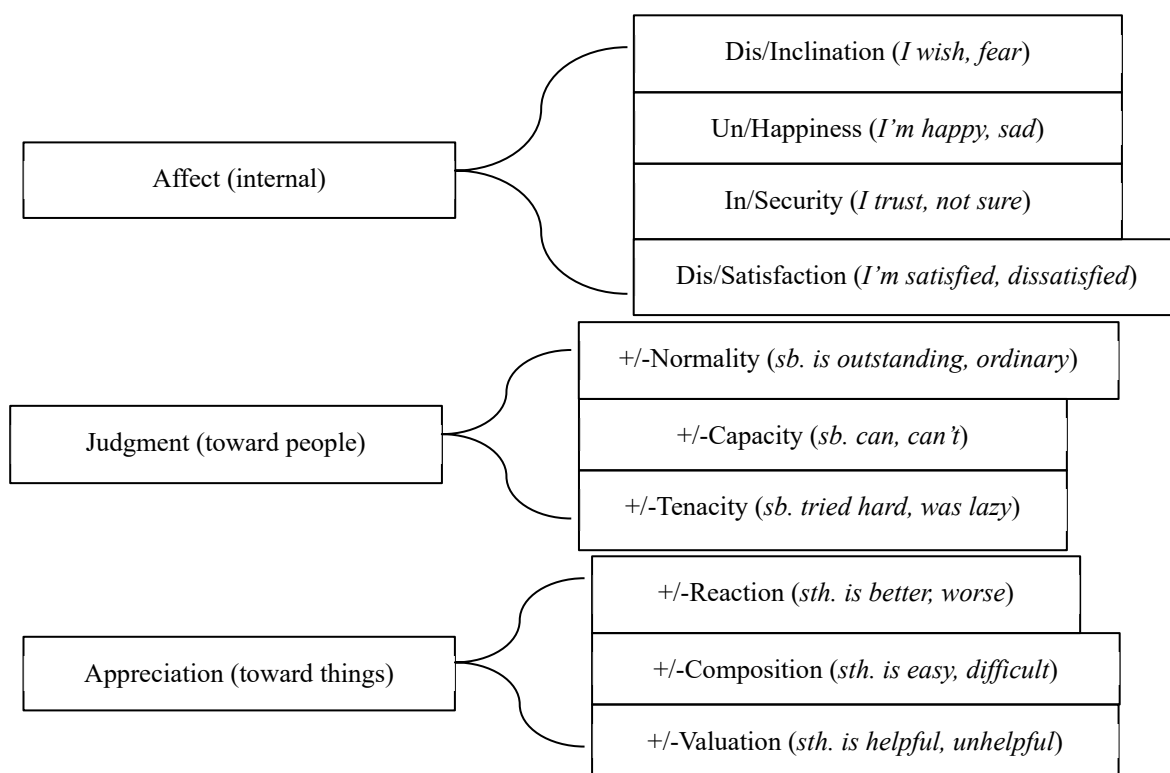 Affect (internal)
Dis/Inclination (I wish, fear)
Un/Happiness (I’m happy, sad)
In/Security (I trust, not sure)
Dis/Satisfaction (I’m satisfied, dissatisfied)
Judgment (toward people)
+/-Normality (sb. is outstanding, ordinary)
+/-Capacity (sb. can, can’t)
+/-Tenacity (sb. tried hard, was lazy)
Appreciation (toward things)
+/-Reaction (sth. is better, worse)
+/-Composition (sth. is easy, difficult)
+/-Valuation (sth. is helpful, unhelpful)